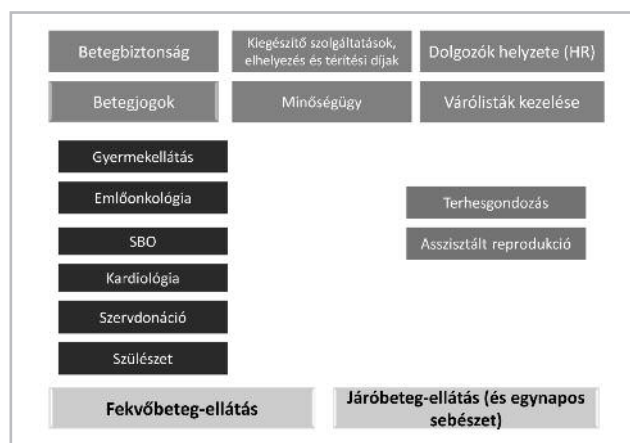 Betegbiztonság
Kiegészítő szolgáltatások,
elhelyezés és térítési díjak
Dolgozók helyzete (HR)
Betegjogok
Minőségügy
Várólisták kezelése
Gyermekellátás
Emlőonkológia
SBO
Kardiológia
Szervdonáció
Szülészet
Terhesgondozás
Asszisztált reprodukció
Fekvőbeteg-ellátás
Járóbeteg-ellátás (és egynapos
sebészet)